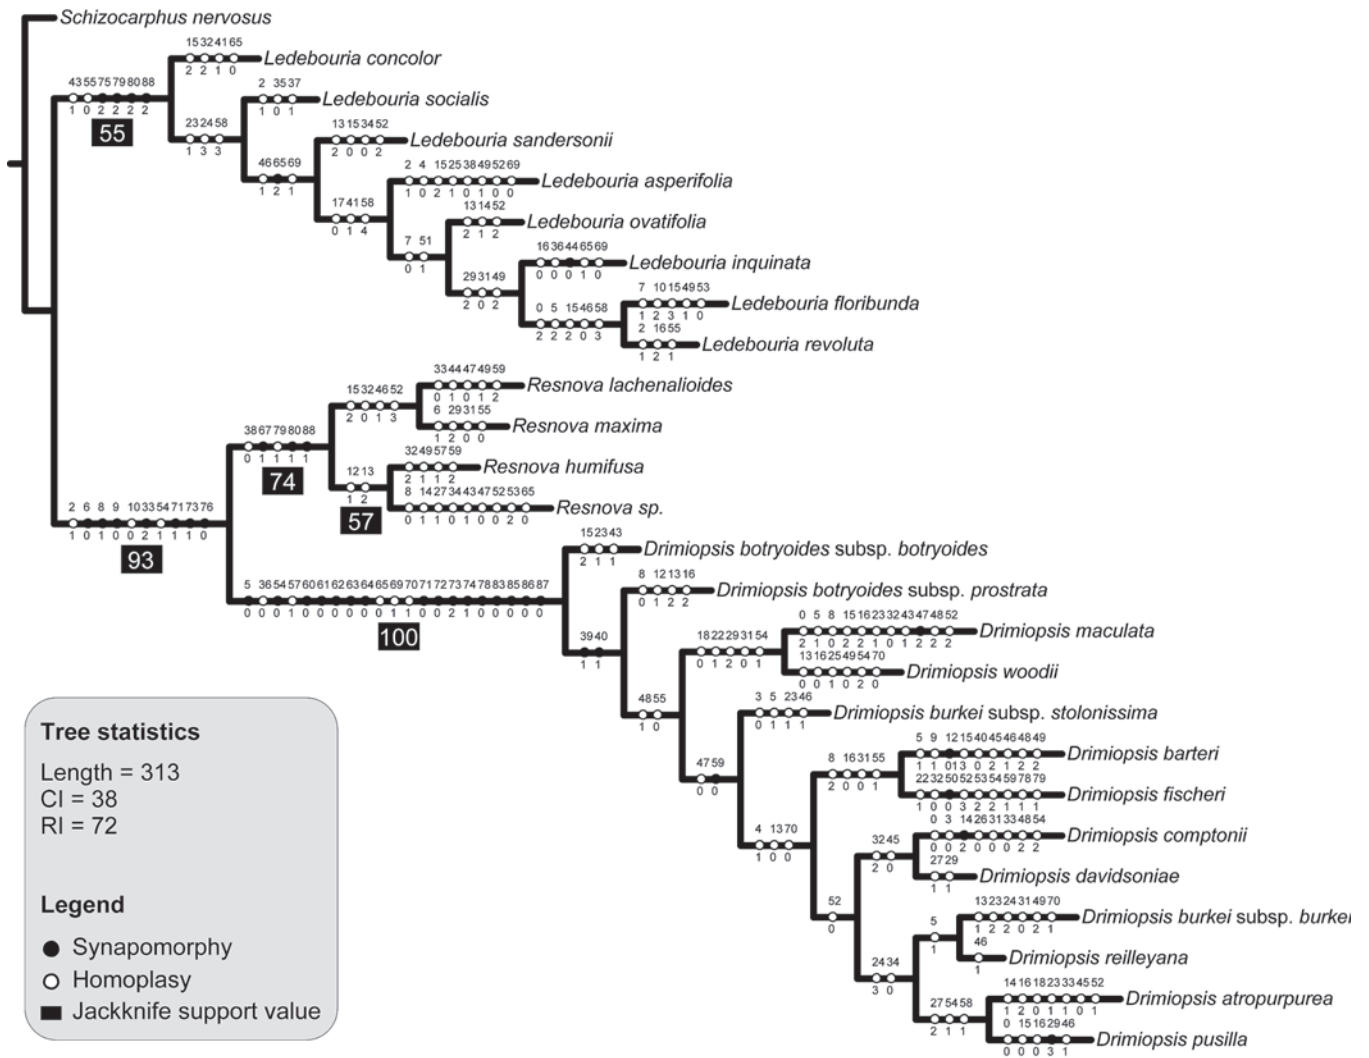 Schizocarphus nervosus
15 32 41 65
Ledebouria concolor
2 2 1 0
43 55 75 79 80 88
2 35 37
Ledebouria socialis
1 0 2 2 2 2
1 0 1
55
23 24 58
1 3 3
13 15 34 52
Ledebouria sandersonii
2 0 0 2
46 65 69
1 2 1
2 4 15 25 38 49 52 69
Ledebouria asperifolia
1 0 2 1 0 1 0 0
17 41 58
0 1 4
13 14 52
Ledebouria ovatifolia
2 1 2
7 51
0 1
16 36 44 65 69
Ledebouria inquinata
0 0 0 1 0
29 31 49
2 0 2
7 10 15 49 53
Ledebouria floribunda
1 2 3 1 0
0 5 15 46 58
2 2 2 0 3
2 16 55
Ledebouria revoluta
1 2 1
33 44 47 49 59
Resnova lachenalioides
0 1 0 1 2
15 32 46 52
2 0 1 3
6 29 31 55
Resnova maxima
1 2 0 0
38 67 79 80 88
0 1 1 1 1
74
32 49 57 59
Resnova humifusa
2 1 1 2
12 13
1 2
57
8 14 27 34 43 47 52 53 65
Resnova sp.
0 1 1 0 1 0 0 2 0
2 6 8 9 10 33 54 71 73 76
1 0 1 0 0 2 1 1 1 0
93
15 23 43
Drimiopsis botryoides subsp. botryoides
2 1 1
5 36 54 57 60 61 62 63 64 65 69 70 71 72 73 74 78 83 85 86 87
0 0 0 1 0 0 0 0 0 0 1 1 0 0 2 1 0 0 0 0 0
100
8 12 13 16
Drimiopsis botryoides subsp. prostrata
0 1 2 2
39 40
1 1
0 5 8 15 16 23 32 43 47 48 52
Drimiopsis maculata
2 1 0 2 2 1 0 1 2 2 2
18 22 29 31 54
0 1 2 0 1
13 16 25 49 54 70
Drimiopsis woodii
0 0 1 0 2 0
48 55
1 0
3 5 23 46
Drimiopsis burkei subsp. stolonissima
0 1 1 1
47 59
0 0
5 9 12 15 40 45 46 48 49
Drimiopsis barteri
1 1 01 3 0 2 1 2 2
8 16 31 55
2 0 0 1
22 32 50 52 53 54 59 78 79
Drimiopsis fischeri
1 0 0 3 2 2 1 1 1
4 13 70
1 0 0
0 3 14 26 31 33 48 54
Drimiopsis comptonii
0 0 2 0 0 0 2 2
32 45
2 0
27 29
Drimiopsis davidsoniae
1 1
52
0
13 23 24 31 49 70
Drimiopsis burkei subsp. burkei
1 2 2 0 2 1
5
1
46
Drimiopsis reilleyana
1
24 34
3 0
14 16 18 23 33 45 52
Drimiopsis atropurpurea
1 2 0 1 1 0 1
27 54 58
2 1 1
0 15 16 29 46
Drimiopsis pusilla
0 0 0 3 1
Tree statistics
Length = 313
CI = 38
RI = 72
Legend
Synapomorphy
Homoplasy
Jackknife support value